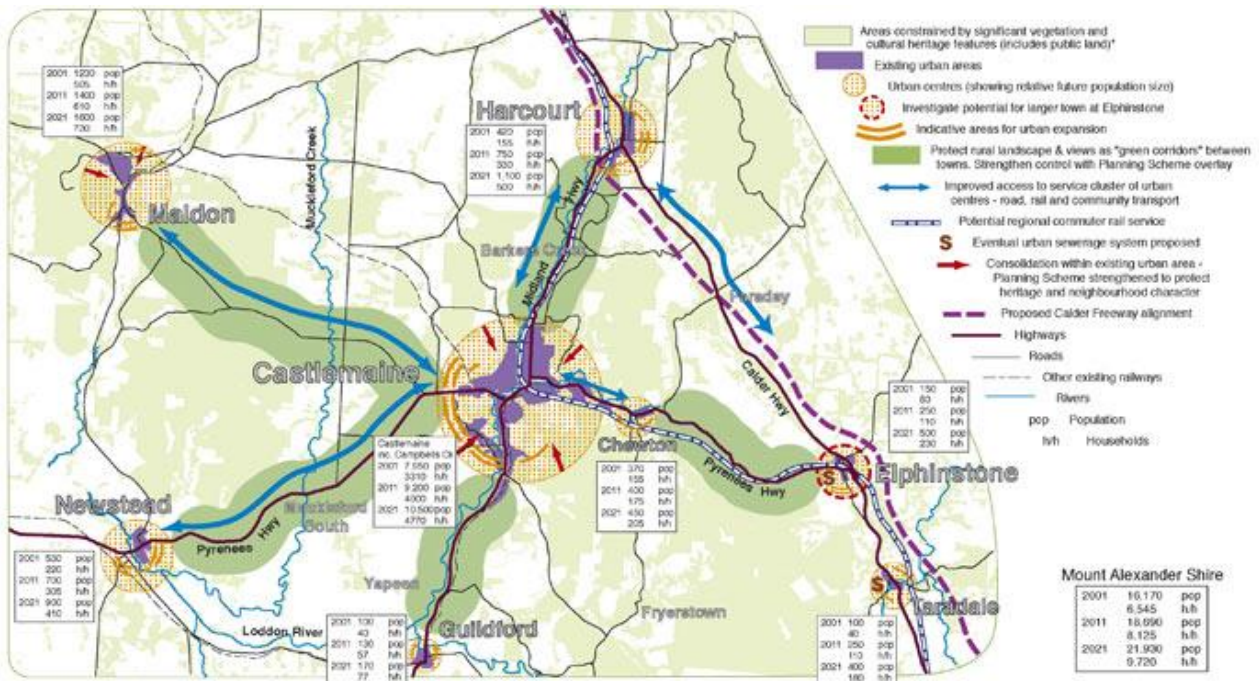 Areas constrained by significant vegetation and
cultural heritage features (includes public land)*
Existing urban areas
Urban centres (showing relative future population size)
Investigate potential for larger town at Elphinstone
Indicative areas for urban expansion
Protect rural landscape & views as "green corridors" between
towns. Strengthen control with Planning Scheme overlay
Improved access to service cluster of urban
centres - road, rail and community transport
Potential regional commuter rail service
S Eventual urban sewerage system proposed
Consolidation within existing urban area -
Planning Scheme strengthened to protect
heritage and neighbourhood character
Proposed Calder Freeway alignment
Highways
Roads
Other existing railways
Rivers
pop Population
h/h Households
2001 1230 pop
505 h/h
2011 1400 pop
610 h/h
2021 1600 pop
730 h/h
Maldon
Muckleford Creek
Harcourt
2001 420 pop
155 h/h
2011 750 pop
330 h/h
2021 1,100 pop
500 h/h
Hwy
Barkers Creek
Midland
Faraday
Calder Hwy
Castlemaine
Castlemaine
inc. Campbells Ck
2001 7,650 pop
3310 h/h
2011 9,200 pop
4000 h/h
2021 10,500 pop
4770 h/h
Chewton
2001 370 pop
155 h/h
2011 400 pop
175 h/h
2021 450 pop
205 h/h
Pyrenees Hwy
2001 150 pop
60 h/h
2011 250 pop
110 h/h
2021 500 pop
230 h/h
S
Elphinstone
Newstead
Muckleford
South
Pyrenees Hwy
2001 530 pop
220 h/h
2011 700 pop
305 h/h
2021 900 pop
410 h/h
Yapeen
Loddon River
2001 100 pop
40 h/h
2011 130 pop
57 h/h
2021 170 pop
77 h/h
Guildford
Fryerstown
S
Taradale
2001 100 pop
40 h/h
2011 250 pop
110 h/h
2021 400 pop
180 h/h
Mount Alexander Shire
2001 16,170 pop
6,545 h/h
2011 18,690 pop
8,125 h/h
2021 21,930 pop
9,720 h/h